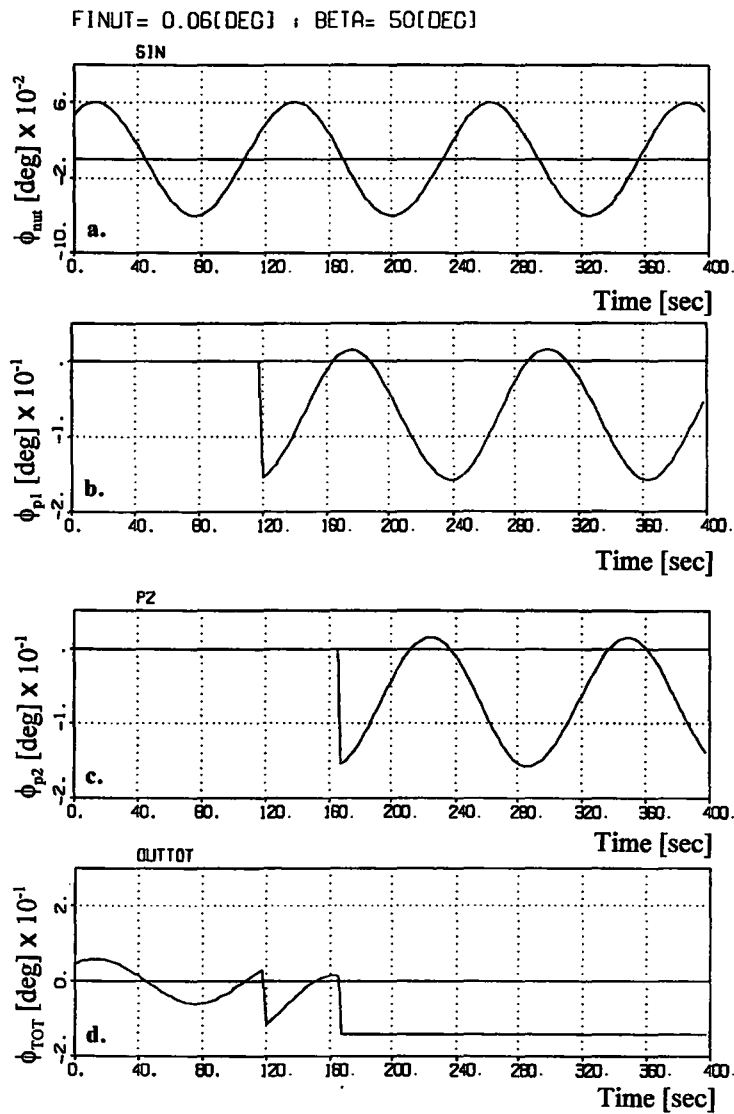 FINUT= 0.06[DEG] ; BETA= 50[DEG]
SIN
ϕnut [deg] x 10⁻²
6.
-2.
-10.
a.
0. 40. 80. 120. 160. 200. 240. 280. 320. 360. 400.
Time [sec]
ϕp1 [deg] x 10⁻¹
.
-1.
-2.
b.
0. 40. 80. 120. 160. 200. 240. 280. 320. 360. 400.
Time [sec]
P2
ϕp2 [deg] x 10⁻¹
.
-1.
-2.
c.
0. 40. 80. 120. 160. 200. 240. 280. 320. 360. 400.
Time [sec]
OUTTOT
ϕTOT [deg] x 10⁻¹
2.
0.
-2.
d.
0. 40. 80. 120. 160. 200. 240. 280. 320. 360. 400.
Time [sec]